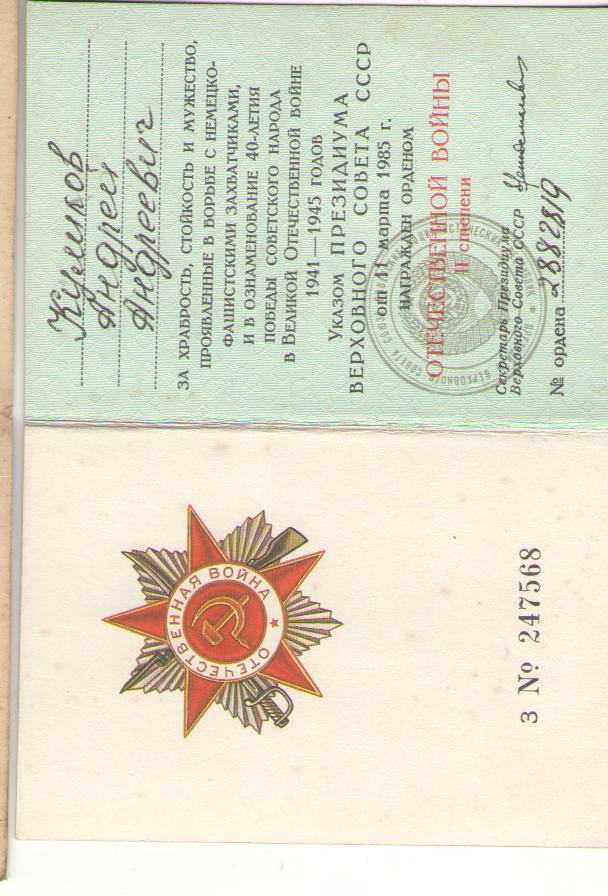 ОТЕЧЕСТВЕННАЯ ВОЙНА
З № 247568
Куликов
Андрей
Андреевич
ЗА ХРАБРОСТЬ, СТОЙКОСТЬ И МУЖЕСТВО,
ПРОЯВЛЕННЫЕ В БОРЬБЕ С НЕМЕЦКО-
ФАШИСТСКИМИ ЗАХВАТЧИКАМИ,
И В ОЗНАМЕНОВАНИЕ 40-ЛЕТИЯ
ПОБЕДЫ СОВЕТСКОГО НАРОДА
В ВЕЛИКОЙ ОТЕЧЕСТВЕННОЙ ВОЙНЕ
1941—1945 ГОДОВ
УКАЗОМ ПРЕЗИДИУМА
ВЕРХОВНОГО СОВЕТА СССР
от 11 марта 1985 г.
НАГРАЖДЕН ОРДЕНОМ
ОТЕЧЕСТВЕННОЙ ВОЙНЫ
II степени
Секретарь Президиума
Верховного Совета СССР
№ ордена 2882819